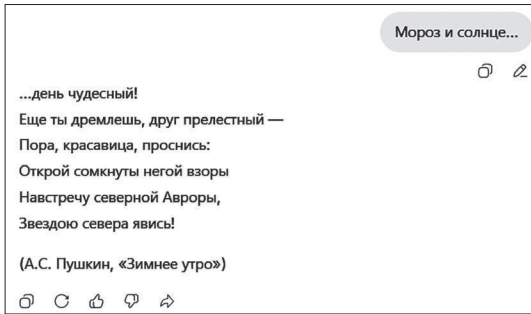 Мороз и солнце...
...день чудесный!
Еще ты дремлешь, друг прелестный —
Пора, красавица, проснись:
Открой сомкнуты негой взоры
Навстречу северной Авроры,
Звездою севера явись!
(А.С. Пушкин, «Зимнее утро»)